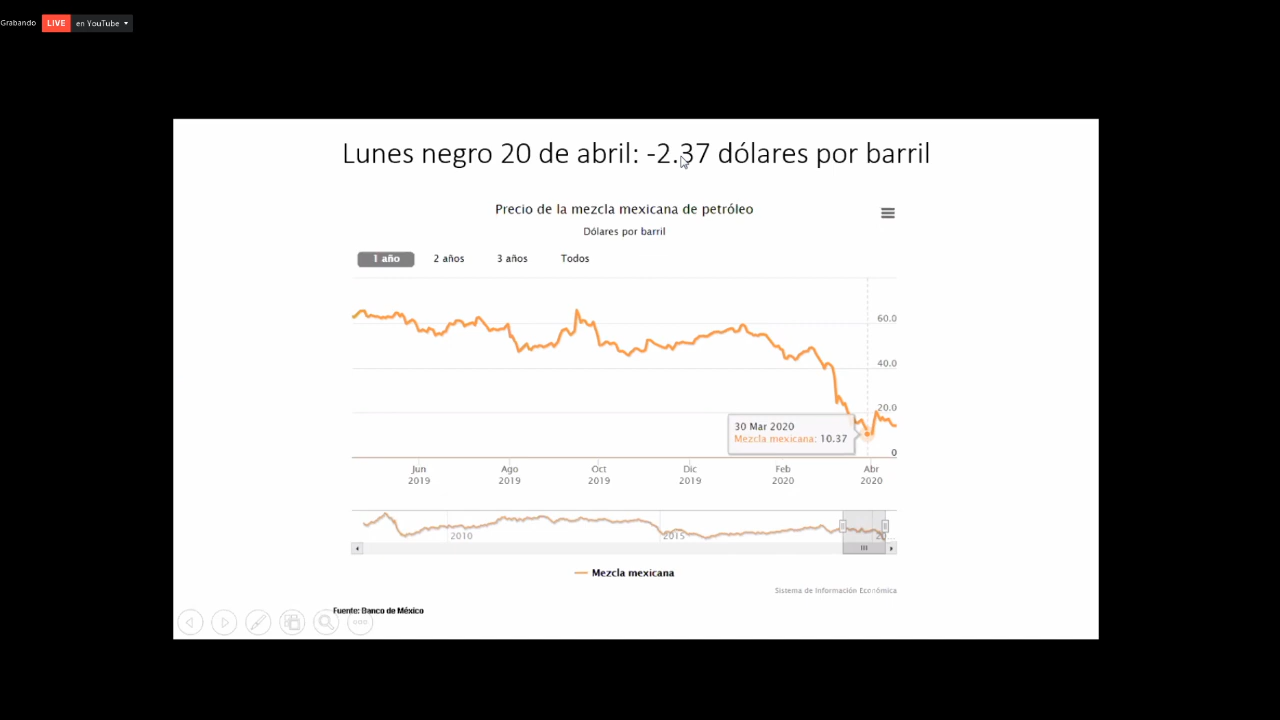 Grabando LIVE en YouTube
Lunes negro 20 de abril: -2.37 dólares por barril
Precio de la mezcla mexicana de petróleo
Dólares por barril
1 año 2 años 3 años Todos
60.0
40.0
20.0
30 Mar 2020
Mezcla mexicana: 10.37
0
Jun Ago Oct Dic Feb Abr
2019 2019 2019 2019 2020 2020
2010 2015 20
Mezcla mexicana
Sistema de Información Económica
Fuente: Banco de México